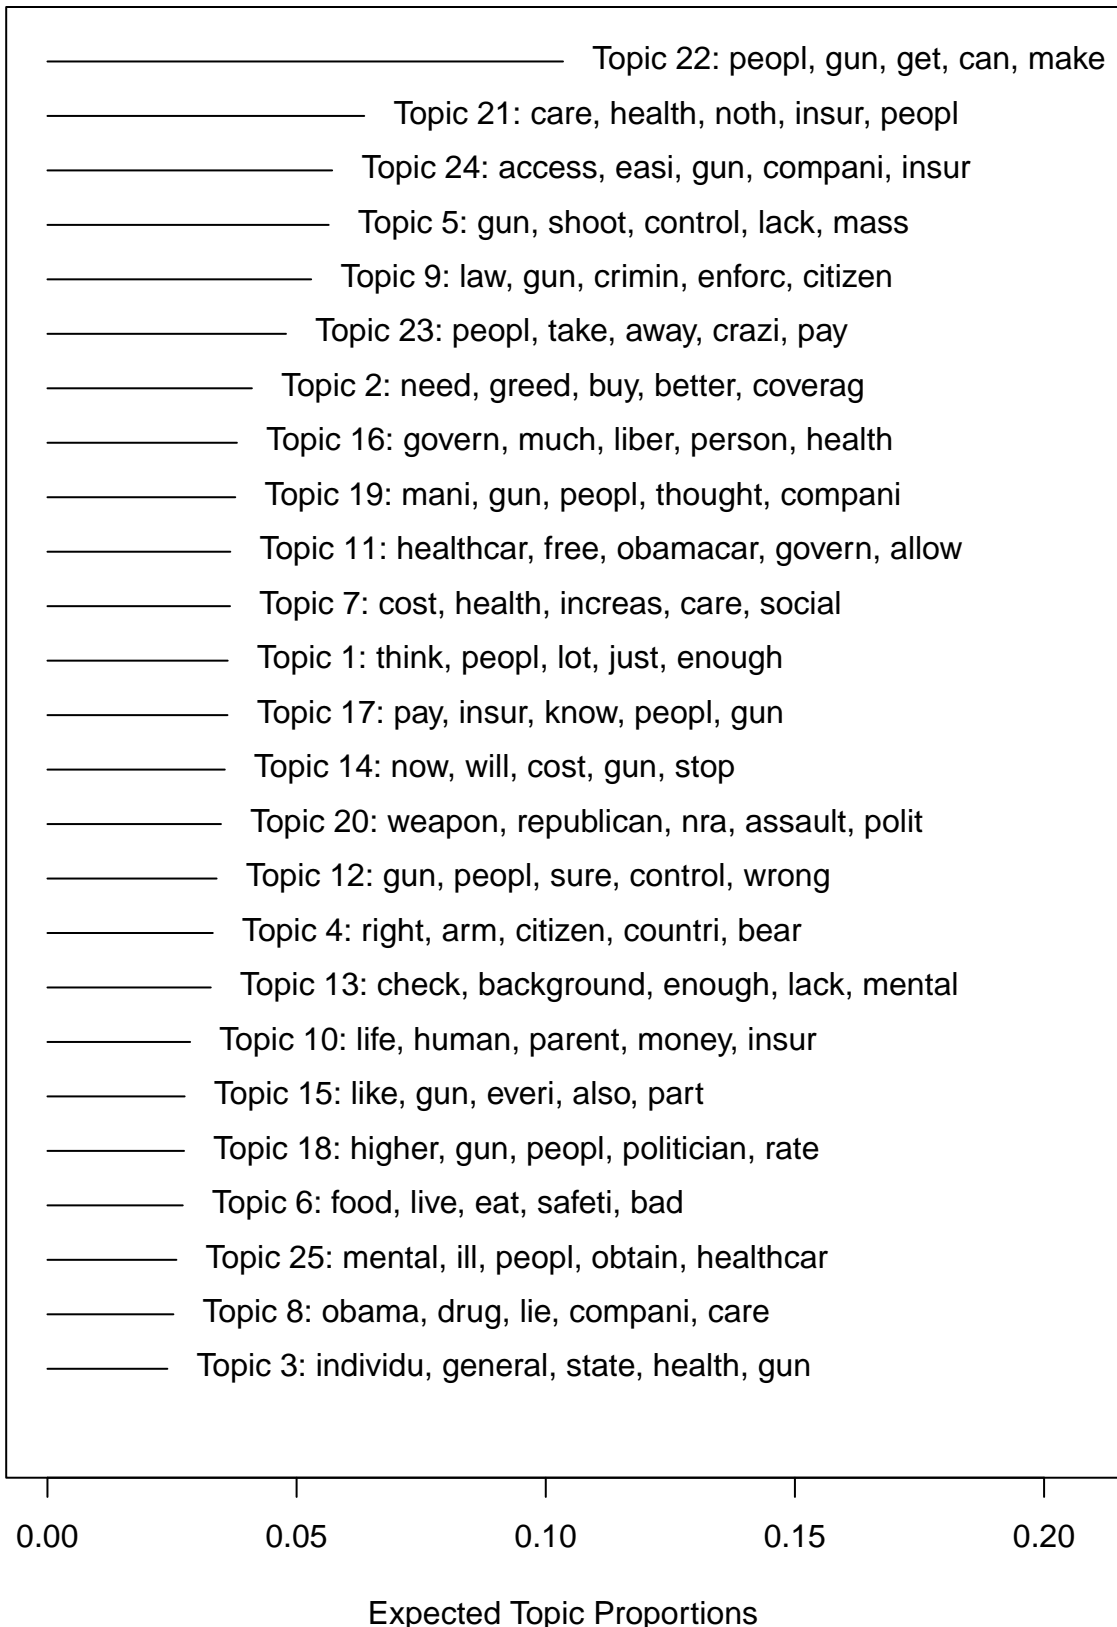 Topic 22: peopl, gun, get, can, make
Topic 21: care, health, noth, insur, peopl
Topic 24: access, easi, gun, compani, insur
Topic 5: gun, shoot, control, lack, mass
Topic 9: law, gun, crimin, enforc, citizen
Topic 23: peopl, take, away, crazi, pay
Topic 2: need, greed, buy, better, coverag
Topic 16: govern, much, liber, person, health
Topic 19: mani, gun, peopl, thought, compani
Topic 11: healthcar, free, obamacar, govern, allow
Topic 7: cost, health, increas, care, social
Topic 1: think, peopl, lot, just, enough
Topic 17: pay, insur, know, peopl, gun
Topic 14: now, will, cost, gun, stop
Topic 20: weapon, republican, nra, assault, polit
Topic 12: gun, peopl, sure, control, wrong
Topic 4: right, arm, citizen, countri, bear
Topic 13: check, background, enough, lack, mental
Topic 10: life, human, parent, money, insur
Topic 15: like, gun, everi, also, part
Topic 18: higher, gun, peopl, politician, rate
Topic 6: food, live, eat, safeti, bad
Topic 25: mental, ill, peopl, obtain, healthcar
Topic 8: obama, drug, lie, compani, care
Topic 3: individu, general, state, health, gun
0.00 0.05 0.10 0.15 0.20
Expected Topic Proportions